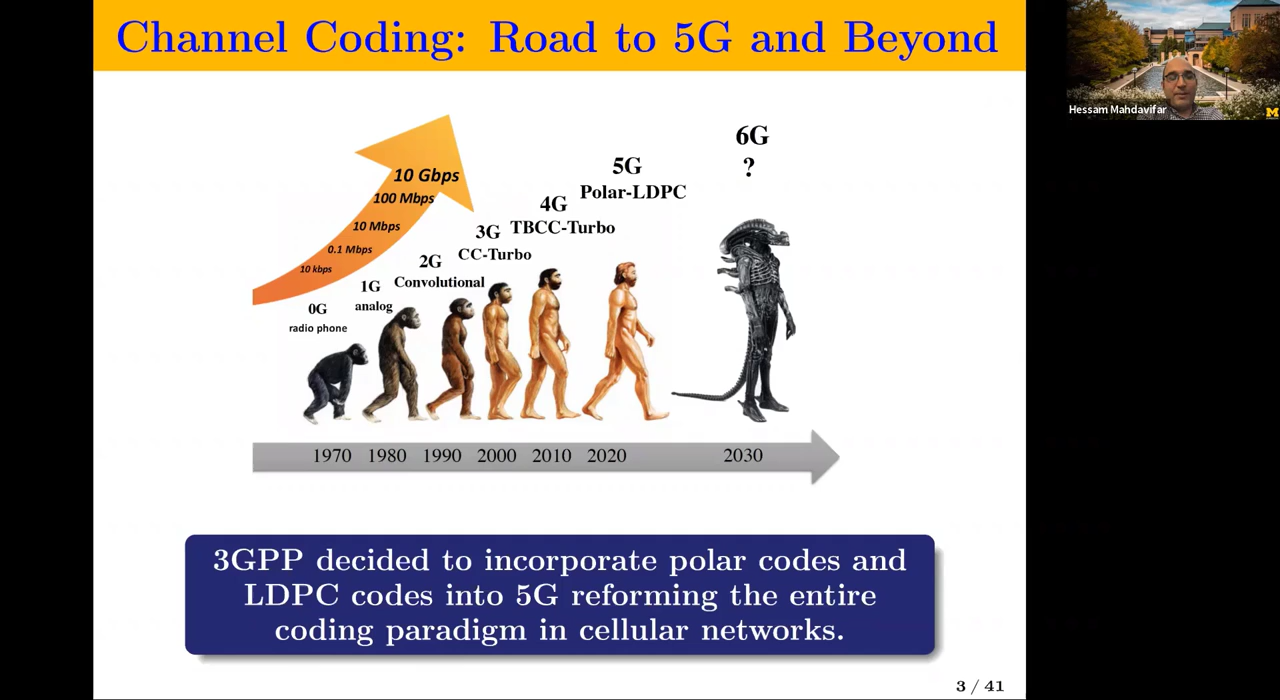 Channel Coding: Road to 5G and Beyond
Hessam Mahdavifar
M
6G
?
5G
Polar-LDPC
4G
TBCC-Turbo
3G
CC-Turbo
2G
Convolutional
1G
analog
0G
radio phone
10 Gbps
100 Mbps
10 Mbps
0.1 Mbps
10 kbps
1970 1980 1990 2000 2010 2020 2030
3GPP decided to incorporate polar codes and
LDPC codes into 5G reforming the entire
coding paradigm in cellular networks.
3 / 41